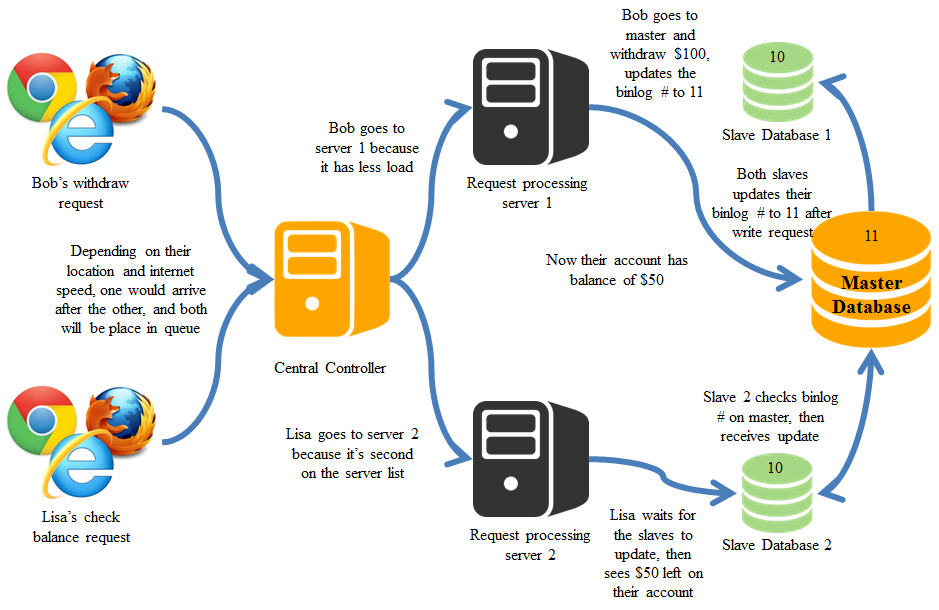 Bob's withdraw
request
Depending on their
location and internet
speed, one would arrive
after the other, and both
will be place in queue
Lisa's check
balance request
Central Controller
Bob goes to
server 1 because
it has less load
Lisa goes to server 2
because it's second
on the server list
Request processing
server 1
Request processing
server 2
Bob goes to
master and
withdraw $100,
updates the
binlog # to 11
Now their account has
balance of $50
10
Slave Database 1
Both slaves
updates their
binlog # to 11 after
write request
11
Master
Database
Slave 2 checks binlog
# on master, then
receives update
10
Slave Database 2
Lisa waits for
the slaves to
update, then
sees $50 left on
their account